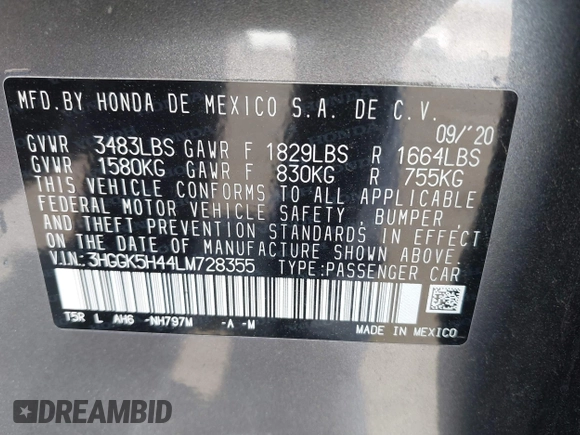 MFD. BY HONDA DE MEXICO S.A. DE C.V.
09/'20
GVWR 3483LBS GAWR F 1829LBS R 1664LBS
GVWR 1580KG GAWR F 830KG R 755KG
THIS VEHICLE CONFORMS TO ALL APPLICABLE
FEDERAL MOTOR VEHICLE SAFETY, BUMPER,
AND THEFT PREVENTION STANDARDS IN EFFECT
ON THE DATE OF MANUFACTURE SHOWN ABOVE.
V.I.N.: 3HGGK5H44LM728355 TYPE: PASSENGER CAR
T5R L AH6 -NH797M -A -M
MADE IN MEXICO
DREAMBID